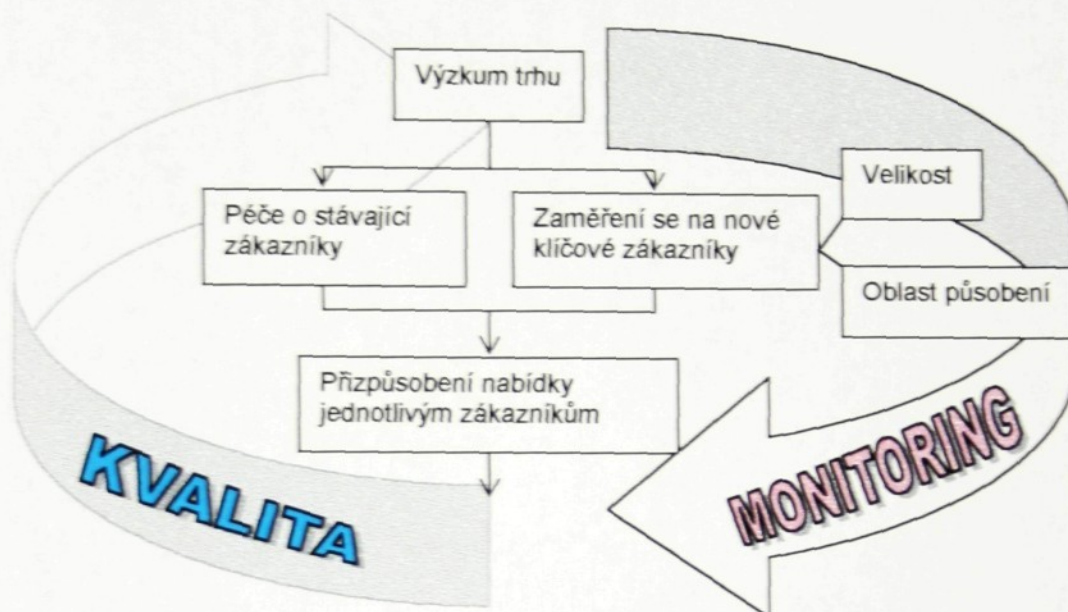 Výzkum trhu
Velikost
Péče o stávající
zákazníky
Zaměření se na nové
klíčové zákazníky
Oblast působení
Přizpůsobení nabídky
jednotlivým zákazníkům
KVALITA
MONITORING